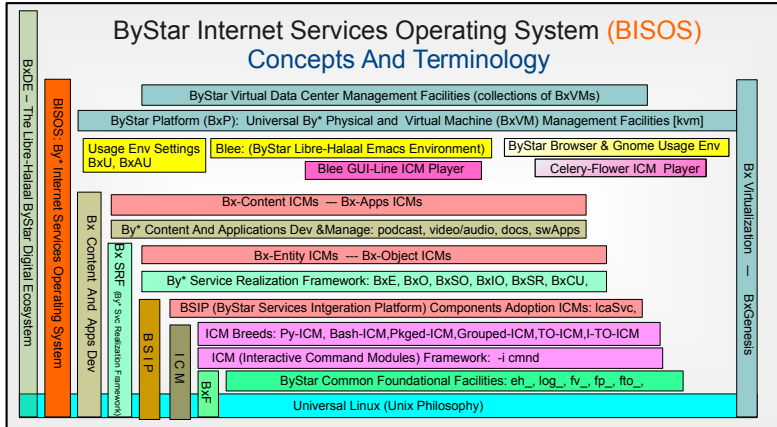 ByStar Internet Services Operating System (BISOS)
Concepts And Terminology
BxDE – The Libre-Halaal ByStar Digital Ecosystem
BISOS: By* Internet Services Operating System
ByStar Virtual Data Center Management Facilities (collections of BxVMs)
ByStar Platform (BxP): Universal By* Physical and Virtual Machine (BxVM) Management Facilities [kvm]
Usage Env Settings
BxU, BxAU
Blee: (ByStar Libre-Halaal Emacs Environment)
ByStar Browser & Gnome Usage Env
Blee GUI-Line ICM Player
Celery-Flower ICM Player
Bx Content And Apps Dev
Bx-Content ICMs --- Bx-Apps ICMs
By* Content And Applications Dev &Manage: podcast, video/audio, docs, swApps
Bx SRF
(By* Svc Realization Framework)
Bx-Entity ICMs --- Bx-Object ICMs
By* Service Realization Framework: BxE, BxO, BxSO, BxIO, BxSR, BxCU,
BSIP
BSIP (ByStar Services Intgeration Platform) Components Adoption ICMs: lcaSvc,
ICM
ICM Breeds: Py-ICM, Bash-ICM,Pkged-ICM,Grouped-ICM,TO-ICM,I-TO-ICM
ICM (Interactive Command Modules) Framework: -i cmnd
BxF
ByStar Common Foundational Facilities: eh_, log_, fv_, fp_, fto_,
Universal Linux (Unix Philosophy)
Bx Virtualization — BxGenesis